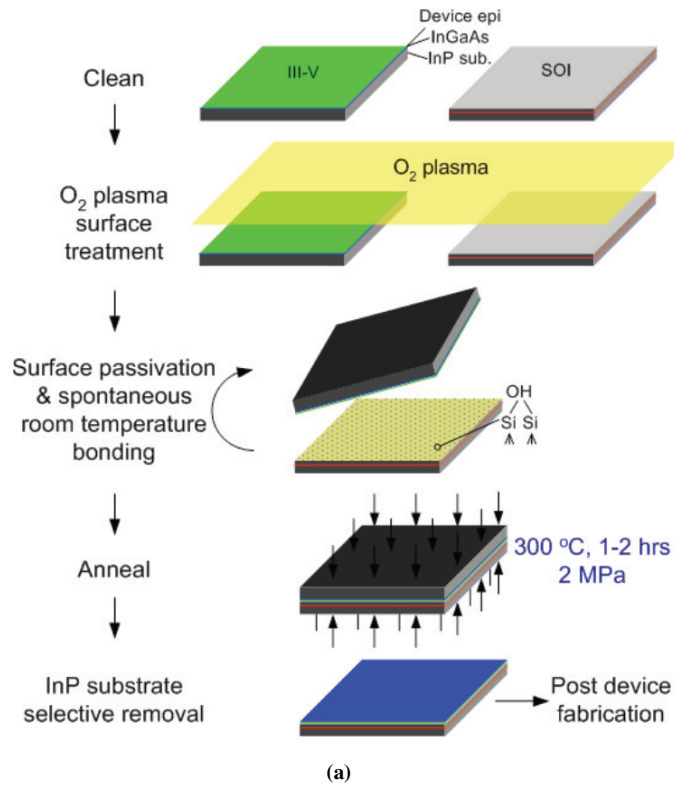 Device epi
InGaAs
InP sub.
Clean
III-V
SOI
O2 plasma
O2 plasma
surface
treatment
Surface passivation
& spontaneous
room temperature
bonding
OH
Si Si
Anneal
300 °C, 1-2 hrs
2 MPa
InP substrate
selective removal
Post device
fabrication
(a)